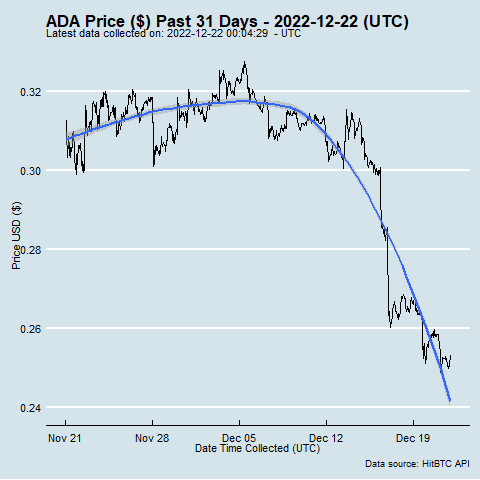 ADA Price ($) Past 31 Days - 2022-12-22 (UTC)
Latest data collected on: 2022-12-22 00:04:29 - UTC
0.32
0.30
0.28
0.26
0.24
Price USD ($)
Nov 21 Nov 28 Dec 05 Dec 12 Dec 19
Date Time Collected (UTC)
Data source: HitBTC API